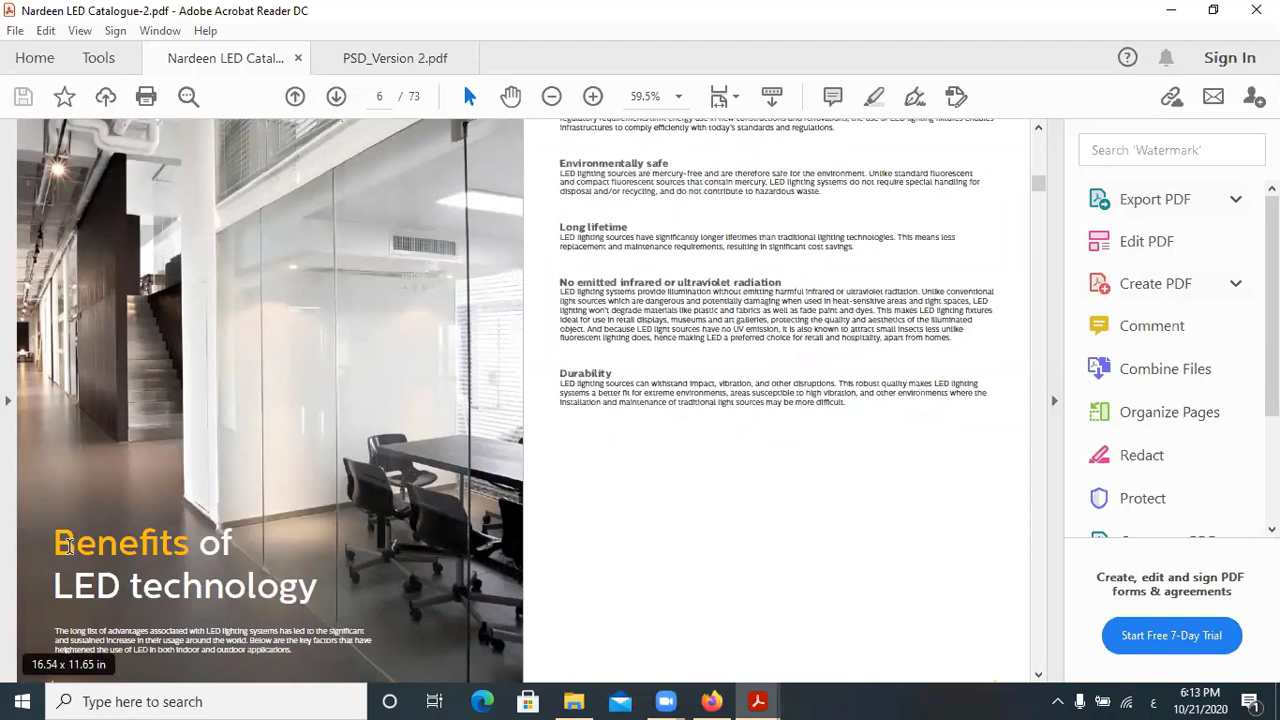 Nardeen LED Catalogue-2.pdf - Adobe Acrobat Reader DC
File Edit View Sign Window Help
Home Tools Nardeen LED Catal... × PSD_Version 2.pdf Sign In
6 / 73 59.5%
infrastructures to comply efficiently with today's standards and regulations.
Environmentally safe
LED lighting sources are mercury-free and are therefore safe for the environment. Unlike standard fluorescent
and compact fluorescent sources that contain mercury, LED lighting systems do not require special handling for
disposal and/or recycling, and do not contribute to hazardous waste.
Long lifetime
LED lighting sources have significantly longer lifetimes than traditional lighting technologies. This means less
replacement and maintenance requirements, resulting in significant cost savings.
No emitted infrared or ultraviolet radiation
LED lighting systems provide illumination without emitting harmful infrared or ultraviolet radiation. Unlike conventional
light sources which are dangerous and potentially damaging when used in heat-sensitive areas and tight spaces, LED
lighting won't degrade materials like plastic and fabrics as well as fade paint and dyes. This makes LED lighting fixtures
ideal for use in retail displays, museums and art galleries, protecting the quality and aesthetics of the illuminated
object. And because LED light sources have no UV emission, it is also known to attract small insects less unlike
fluorescent lighting does, hence making LED a preferred choice for retail and hospitality, apart from homes.
Durability
LED lighting sources can withstand impact, vibration, and other disruptions. This robust quality makes LED lighting
systems a better fit for extreme environments, areas susceptible to high vibration, and other environments where the
installation and maintenance of traditional light sources may be more difficult.
Benefits of
LED technology
The long list of advantages associated with LED lighting systems has led to the significant
and sustained increase in their usage around the world. Below are the key factors that have
heightened the use of LED in both indoor and outdoor applications.
16.54 x 11.65 in
Search 'Watermark'
Export PDF
Edit PDF
Create PDF
Comment
Combine Files
Organize Pages
Redact
Protect
Create, edit and sign PDF
forms & agreements
Start Free 7-Day Trial
Type here to search
ع
6:13 PM
10/21/2020
1